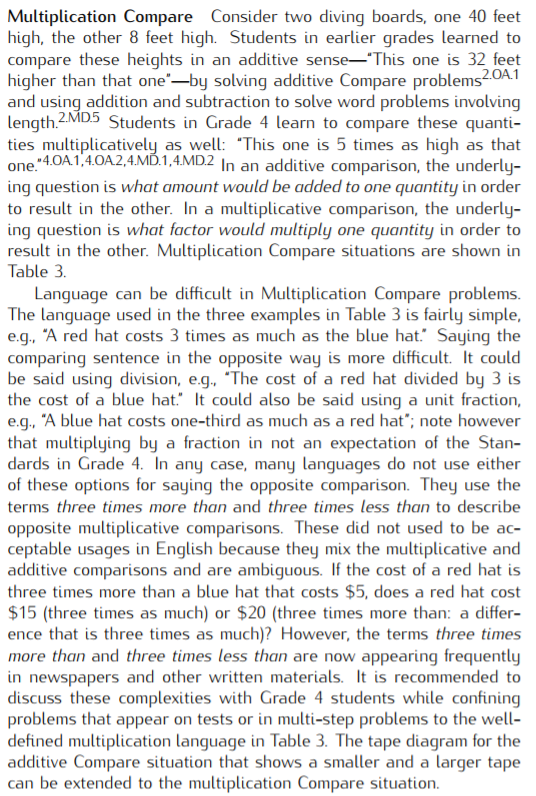 Multiplication Compare Consider two diving boards, one 40 feet
high, the other 8 feet high. Students in earlier grades learned to
compare these heights in an additive sense—"This one is 32 feet
higher than that one"—by solving additive Compare problems2.OA.1
and using addition and subtraction to solve word problems involving
length.2.MD.5 Students in Grade 4 learn to compare these quanti-
ties multiplicatively as well: "This one is 5 times as high as that
one."4.OA.1,4.OA.2,4.MD.1,4.MD.2 In an additive comparison, the underly-
ing question is what amount would be added to one quantity in order
to result in the other. In a multiplicative comparison, the underly-
ing question is what factor would multiply one quantity in order to
result in the other. Multiplication Compare situations are shown in
Table 3.
Language can be difficult in Multiplication Compare problems.
The language used in the three examples in Table 3 is fairly simple,
e.g., "A red hat costs 3 times as much as the blue hat." Saying the
comparing sentence in the opposite way is more difficult. It could
be said using division, e.g., "The cost of a red hat divided by 3 is
the cost of a blue hat." It could also be said using a unit fraction,
e.g., "A blue hat costs one-third as much as a red hat"; note however
that multiplying by a fraction in not an expectation of the Stan-
dards in Grade 4. In any case, many languages do not use either
of these options for saying the opposite comparison. They use the
terms three times more than and three times less than to describe
opposite multiplicative comparisons. These did not used to be ac-
ceptable usages in English because they mix the multiplicative and
additive comparisons and are ambiguous. If the cost of a red hat is
three times more than a blue hat that costs $5, does a red hat cost
$15 (three times as much) or $20 (three times more than: a differ-
ence that is three times as much)? However, the terms three times
more than and three times less than are now appearing frequently
in newspapers and other written materials. It is recommended to
discuss these complexities with Grade 4 students while confining
problems that appear on tests or in multi-step problems to the well-
defined multiplication language in Table 3. The tape diagram for the
additive Compare situation that shows a smaller and a larger tape
can be extended to the multiplication Compare situation.